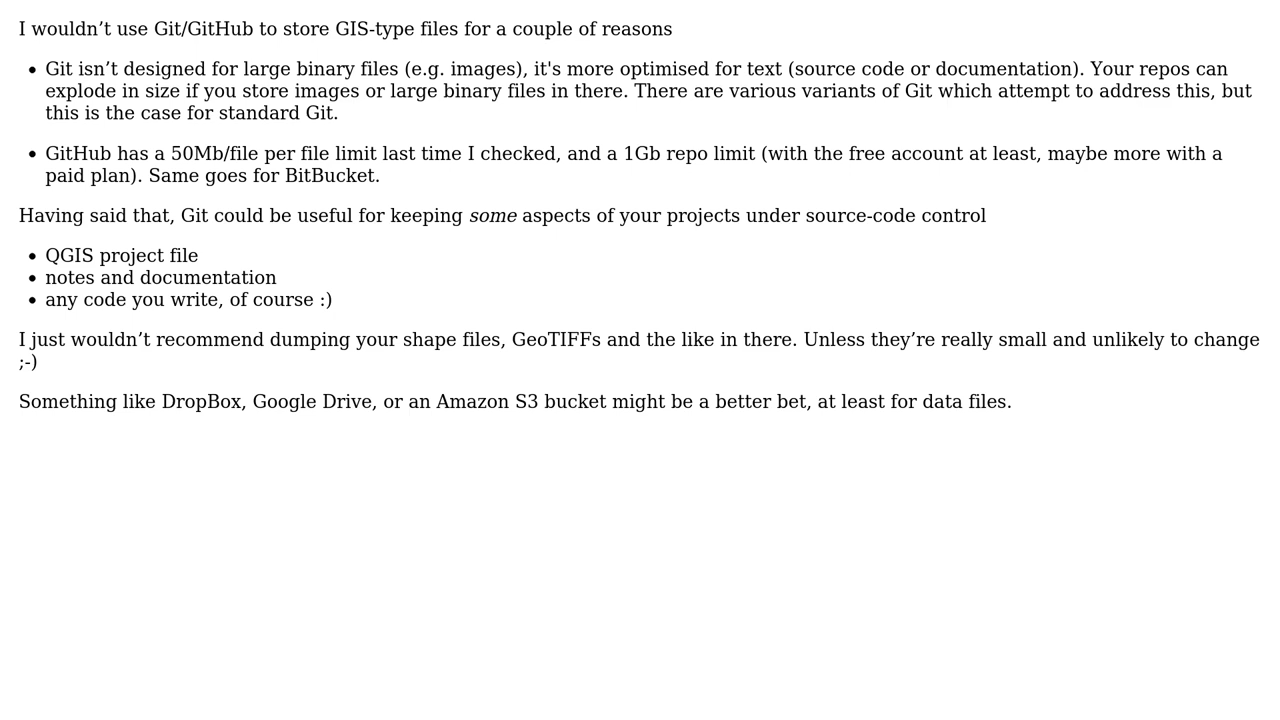 I wouldn’t use Git/GitHub to store GIS-type files for a couple of reasons
• Git isn’t designed for large binary files (e.g. images), it's more optimised for text (source code or documentation). Your repos can
explode in size if you store images or large binary files in there. There are various variants of Git which attempt to address this, but
this is the case for standard Git.
• GitHub has a 50Mb/file per file limit last time I checked, and a 1Gb repo limit (with the free account at least, maybe more with a
paid plan). Same goes for BitBucket.
Having said that, Git could be useful for keeping some aspects of your projects under source-code control
• QGIS project file
• notes and documentation
• any code you write, of course :)
I just wouldn’t recommend dumping your shape files, GeoTIFFs and the like in there. Unless they’re really small and unlikely to change
;-)
Something like DropBox, Google Drive, or an Amazon S3 bucket might be a better bet, at least for data files.